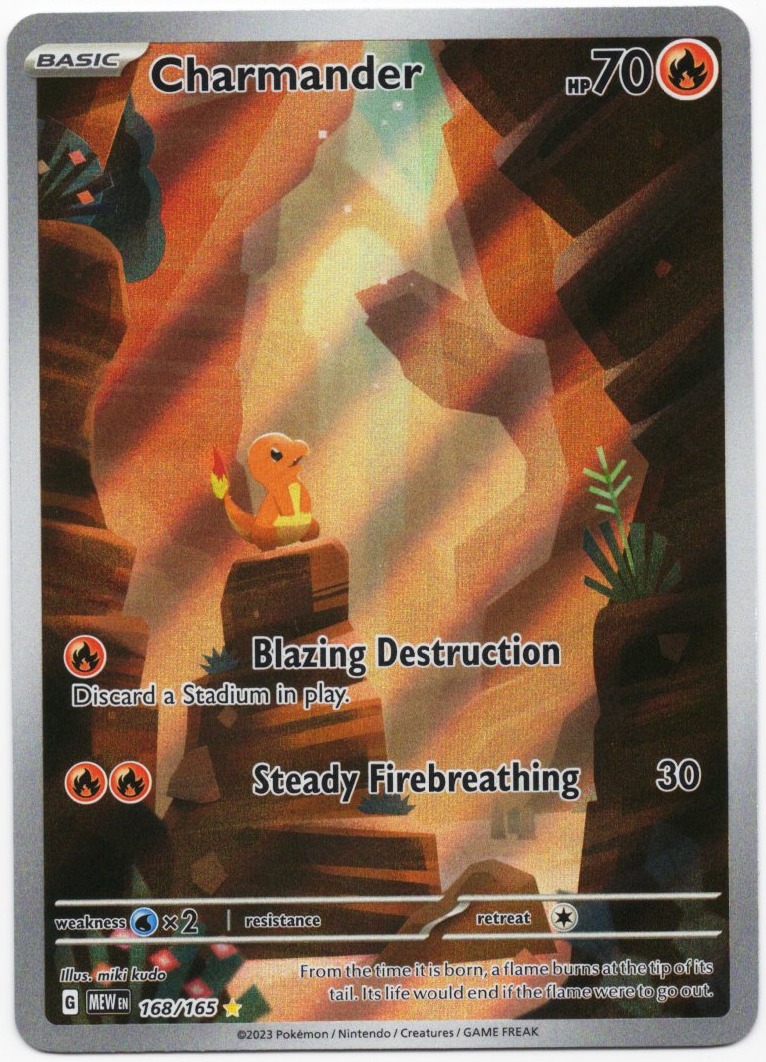 BASIC Charmander HP70
Blazing Destruction
Discard a Stadium in play.
Steady Firebreathing 30
weakness ×2 resistance retreat
Illus. miki kudo
From the time it is born, a flame burns at the tip of its
tail. Its life would end if the flame were to go out.
G MEW EN 168/165
©2023 Pokémon / Nintendo / Creatures / GAME FREAK